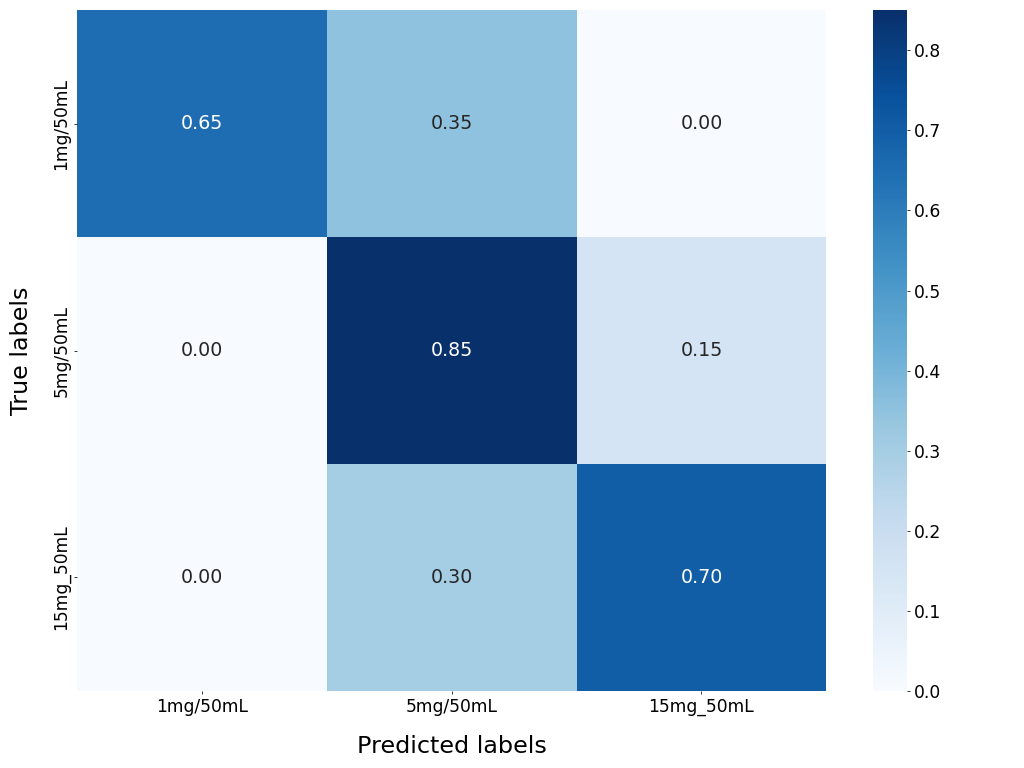 True labels
1mg/50mL
0.65 0.35 0.00
5mg/50mL
0.00 0.85 0.15
15mg_50mL
0.00 0.30 0.70
1mg/50mL 5mg/50mL 15mg_50mL
Predicted labels
0.8
0.7
0.6
0.5
0.4
0.3
0.2
0.1
0.0